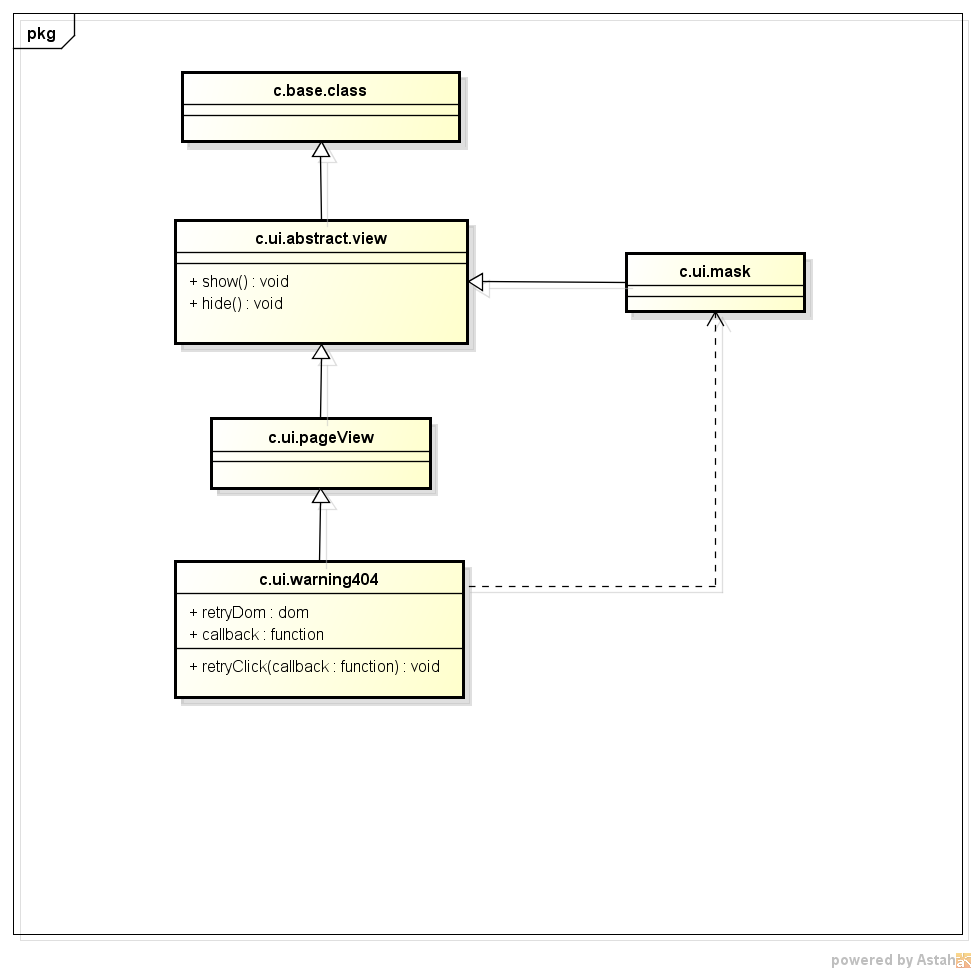 pkg
c.base.class
c.ui.abstract.view
+ show() : void
+ hide() : void
c.ui.mask
c.ui.pageView
c.ui.warning404
+ retryDom : dom
+ callback : function
+ retryClick(callback : function) : void
powered by Astah